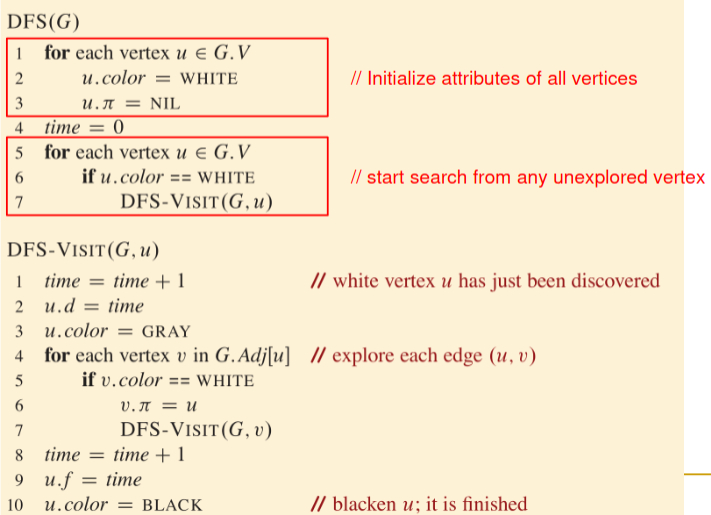 DFS(G)
1 for each vertex u ∈ G.V
2 u.color = WHITE // Initialize attributes of all vertices
3 u.π = NIL
4 time = 0
5 for each vertex u ∈ G.V
6 if u.color == WHITE // start search from any unexplored vertex
7 DFS-VISIT(G, u)
DFS-VISIT(G, u)
1 time = time + 1 // white vertex u has just been discovered
2 u.d = time
3 u.color = GRAY
4 for each vertex v in G.Adj[u] // explore each edge (u, v)
5 if v.color == WHITE
6 v.π = u
7 DFS-VISIT(G, v)
8 time = time + 1
9 u.f = time
10 u.color = BLACK // blacken u; it is finished